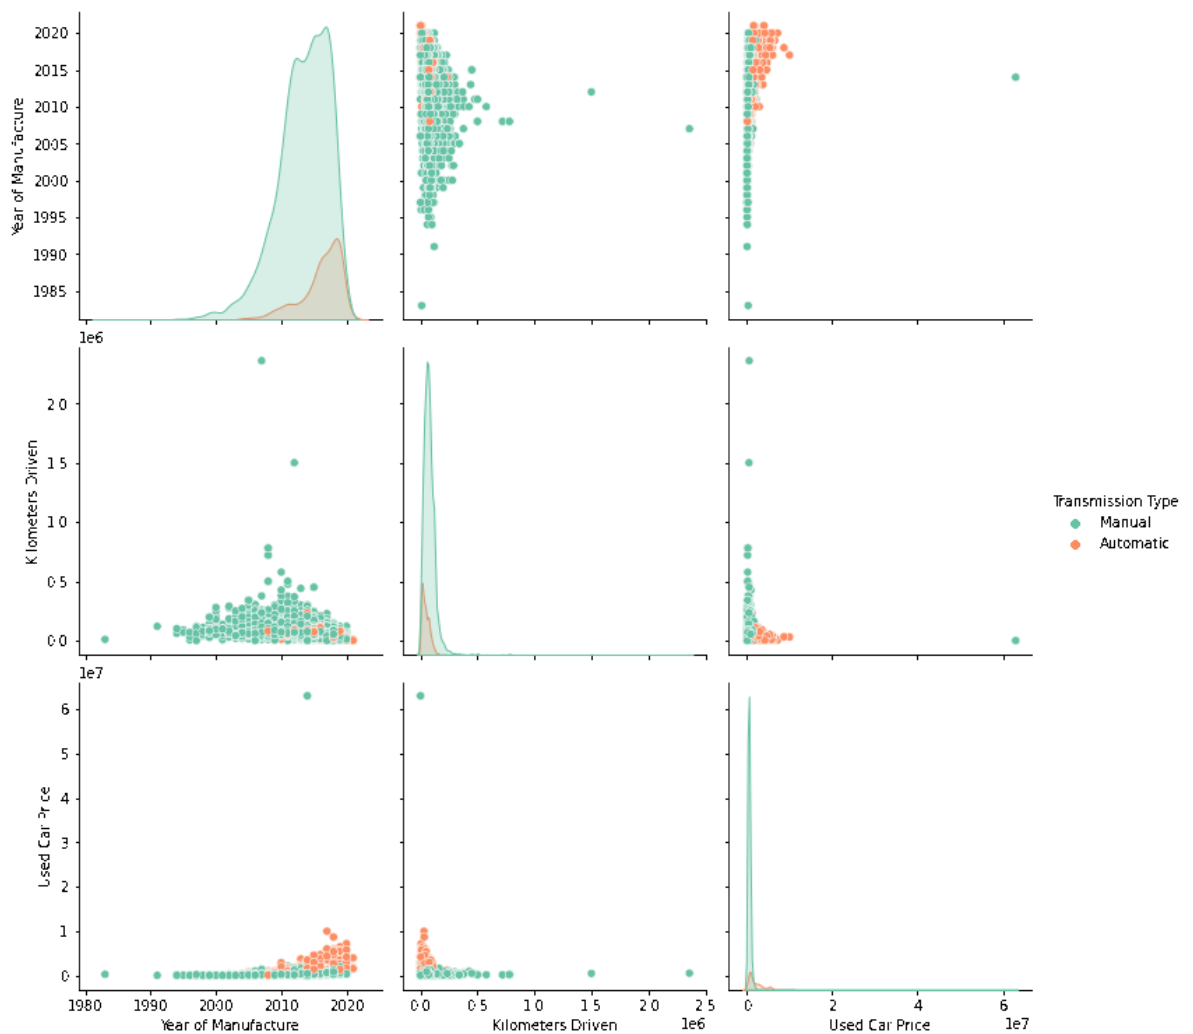 2020
2015
2010
2005
2000
1995
1990
1985
Year of Manufacture
1e6
2 0
1 5
1 0
0 5
0 0
Kilometers Driven
Transmission Type
Manual
Automatic
1e7
6
5
4
3
2
1
0
Used Car Price
1980 1990 2000 2010 2020
Year of Manufacture
0 0 0 5 1 0 1 5 2 0 2 5
1e6
Kilometers Driven
0 2 4 6
1e7
Used Car Price